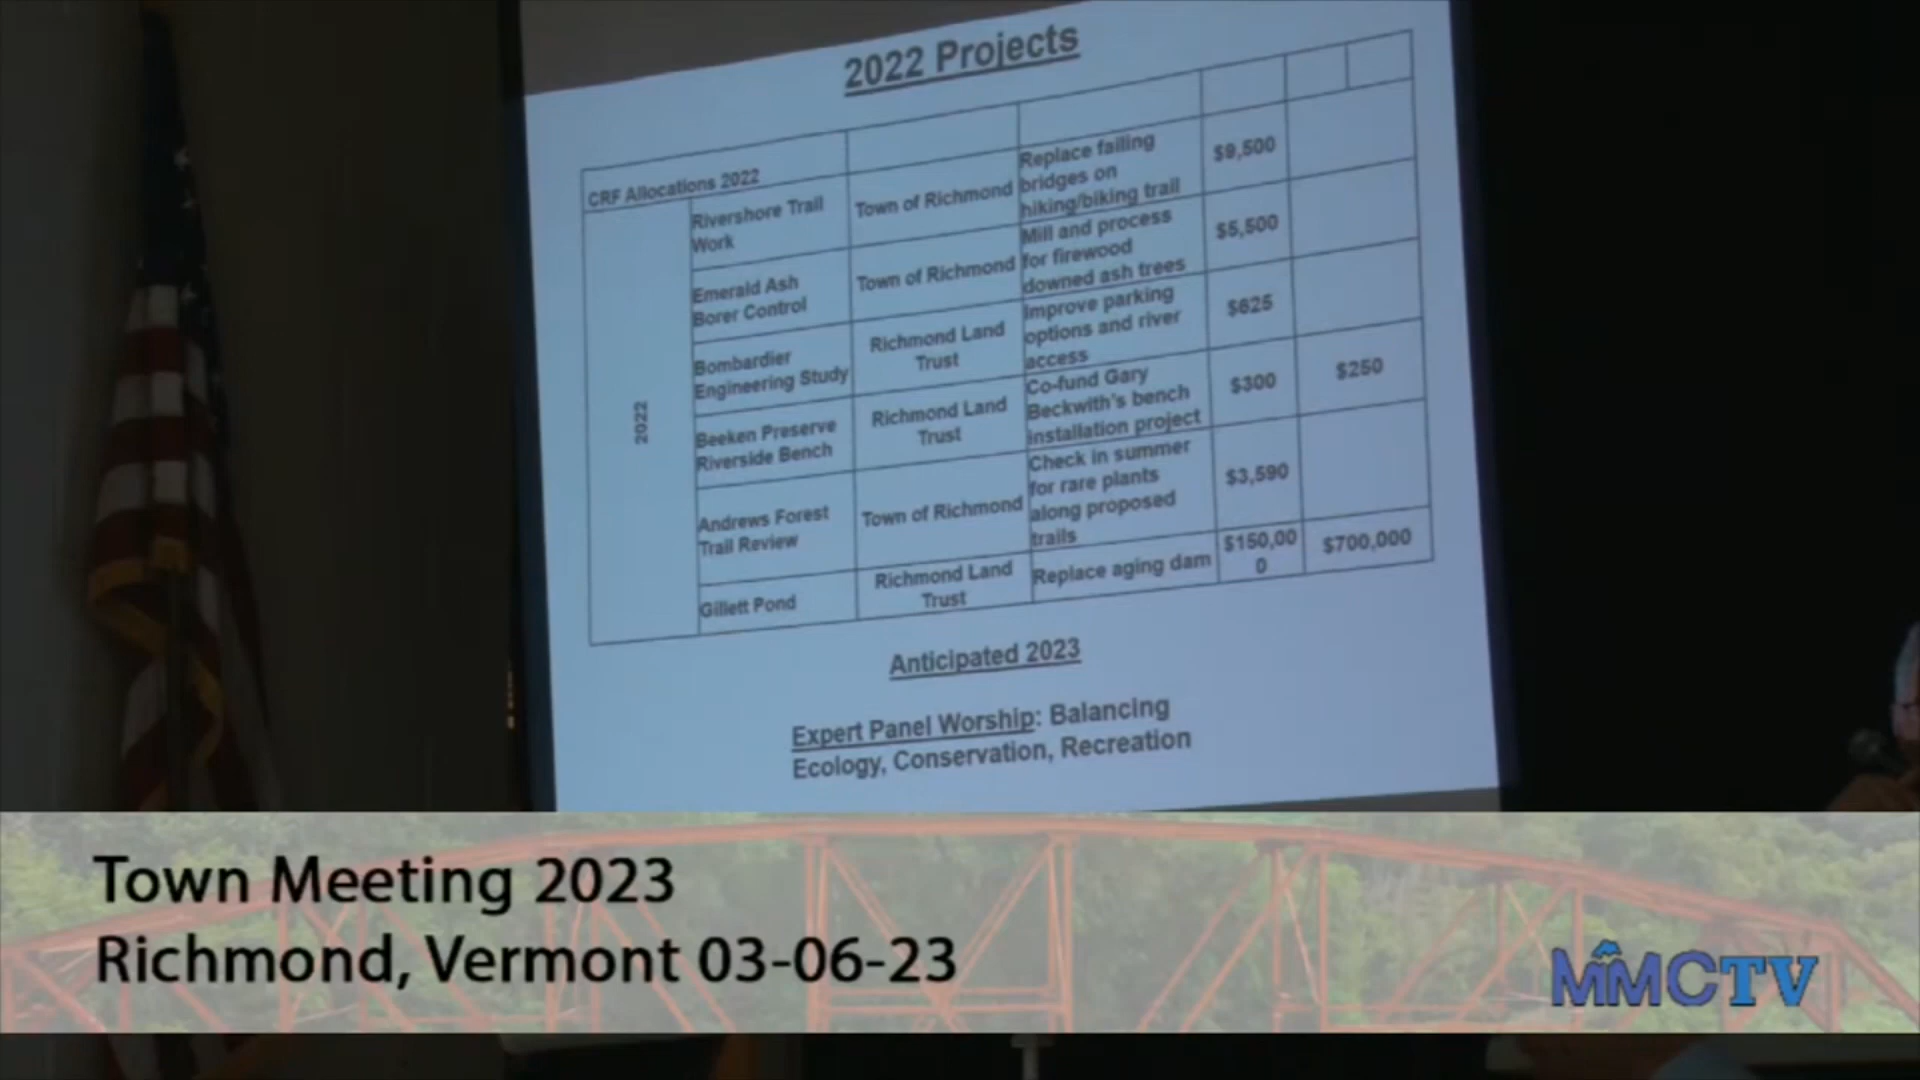 2022 Projects
CRF Allocations 2022
2022
Rivershore Trail
Work
Town of Richmond
Replace failing
bridges on
hiking/biking trail
$9,500
Emerald Ash
Borer Control
Town of Richmond
Mill and process
for firewood
downed ash trees
$5,500
Bombardier
Engineering Study
Richmond Land
Trust
Improve parking
options and river
access
$625
Beeken Preserve
Riverside Bench
Richmond Land
Trust
Co-fund Gary
Beckwith's bench
installation project
$300
$250
Andrews Forest
Trail Review
Town of Richmond
Check in summer
for rare plants
along proposed
trails
$3,590
Gillett Pond
Richmond Land
Trust
Replace aging dam
$150,00
0
$700,000
Anticipated 2023
Expert Panel Worship: Balancing
Ecology, Conservation, Recreation
Town Meeting 2023
Richmond, Vermont 03-06-23
MMCTV